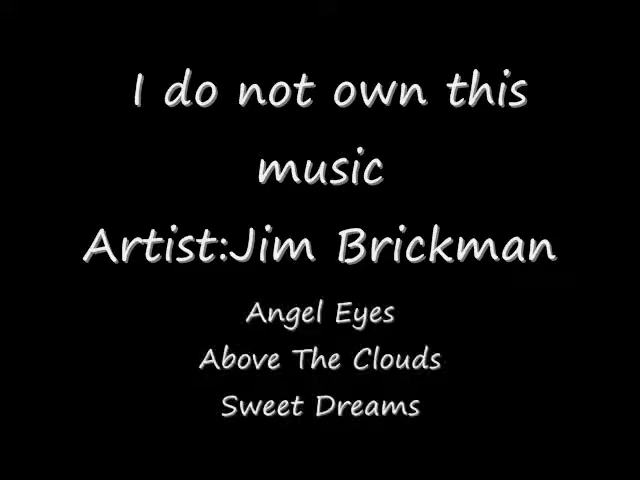 I do not own this
music
Artist:Jim Brickman
Angel Eyes
Above The Clouds
Sweet Dreams